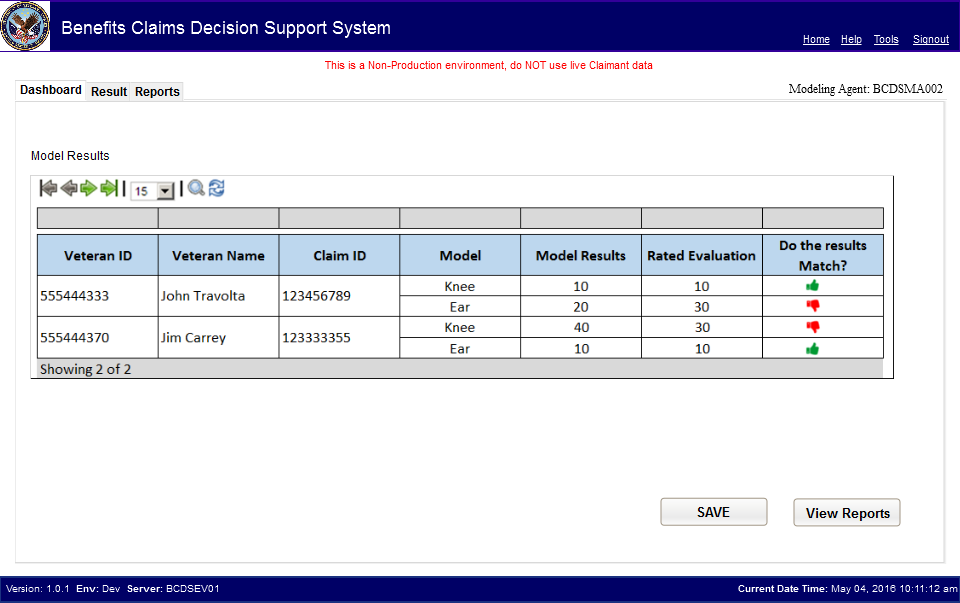 Benefits Claims Decision Support System
Home Help Tools Signout
This is a Non-Production environment, do NOT use live Claimant data
Dashboard Result Reports
Modeling Agent: BCDSMA002
Model Results
15
Veteran ID Veteran Name Claim ID Model Model Results Rated Evaluation Do the results Match?
555444333 John Travolta 123456789 Knee 10 10
Ear 20 30
555444370 Jim Carrey 123333355 Knee 40 30
Ear 10 10
Showing 2 of 2
SAVE View Reports
Version: 1.0.1 Env: Dev Server: BCDSEV01
Current Date Time: May 04, 2016 10:11:12 am